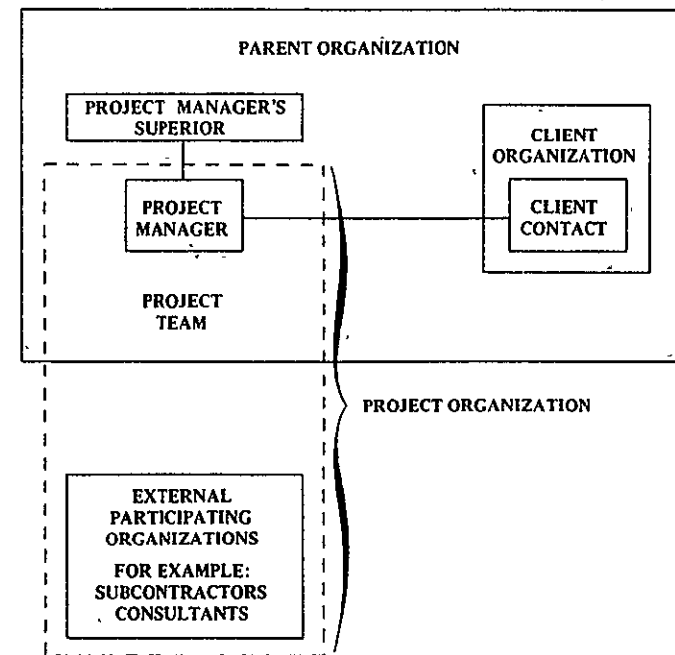 PARENT ORGANIZATION
PROJECT MANAGER'S
SUPERIOR
CLIENT
ORGANIZATION
PROJECT
MANAGER
CLIENT
CONTACT
PROJECT
TEAM
PROJECT ORGANIZATION
EXTERNAL
PARTICIPATING
ORGANIZATIONS
FOR EXAMPLE:
SUBCONTRACTORS
CONSULTANTS